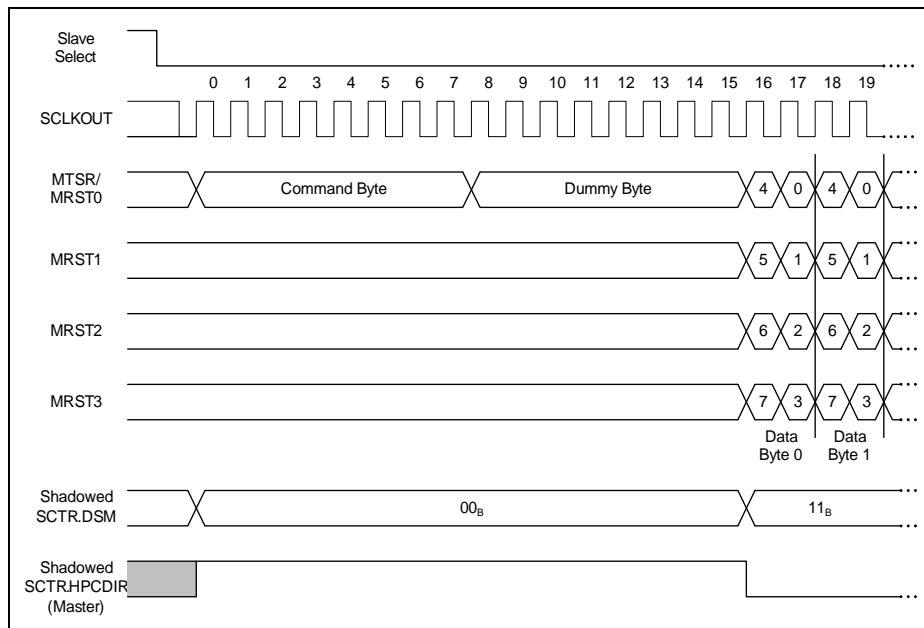 Slave
Select
0 1 2 3 4 5 6 7 8 9 10 11 12 13 14 15 16 17 18 19
SCLKOUT
MTSR/
MRST0
Command Byte
Dummy Byte
4 0 4 0
MRST1
5 1 5 1
MRST2
6 2 6 2
MRST3
7 3 7 3
Data
Byte 0
Data
Byte 1
Shadowed
SCTR.DSM
00B
11B
Shadowed
SCTR.HPCDIR
(Master)